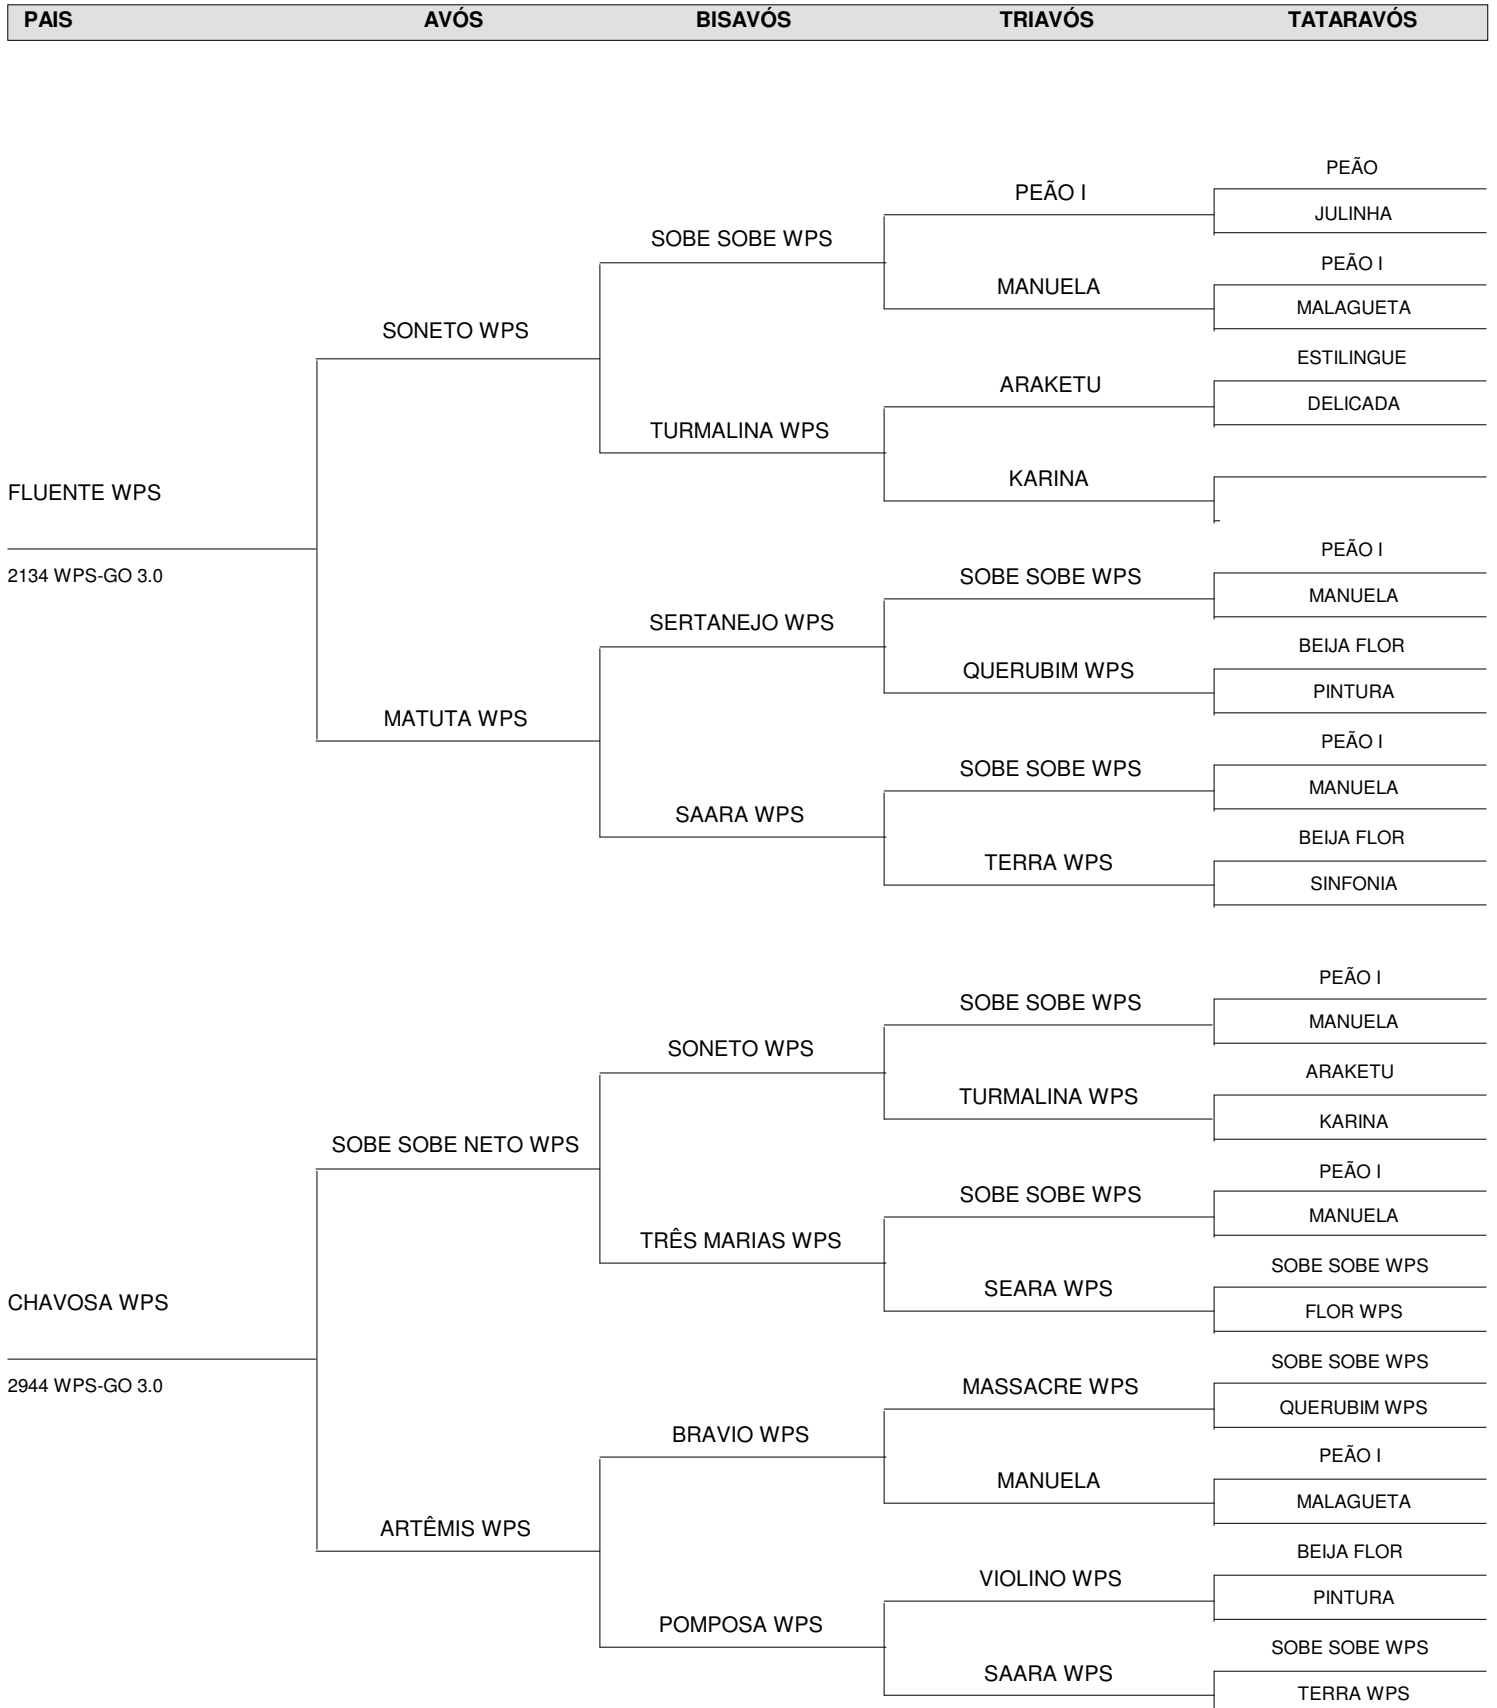 PAIS AVÓS BISAVÓS TRIAVÓS TATARAVÓS
PEÃO
PEÃO I
JULINHA
SOBE SOBE WPS
PEÃO I
MANUELA
MALAGUETA
SONETO WPS
ESTILINGUE
ARAKETU
DELICADA
TURMALINA WPS
KARINA
FLUENTE WPS
PEÃO I
2134 WPS-GO 3.0
SOBE SOBE WPS
MANUELA
SERTANEJO WPS
BEIJA FLOR
QUERUBIM WPS
PINTURA
MATUTA WPS
PEÃO I
SOBE SOBE WPS
MANUELA
SAARA WPS
BEIJA FLOR
TERRA WPS
SINFONIA
PEÃO I
SOBE SOBE WPS
MANUELA
SONETO WPS
ARAKETU
TURMALINA WPS
KARINA
SOBE SOBE NETO WPS
PEÃO I
SOBE SOBE WPS
MANUELA
TRÊS MARIAS WPS
SOBE SOBE WPS
SEARA WPS
CHAVOSA WPS
FLOR WPS
SOBE SOBE WPS
2944 WPS-GO 3.0
MASSACRE WPS
QUERUBIM WPS
BRAVIO WPS
PEÃO I
MANUELA
MALAGUETA
ARTÊMIS WPS
BEIJA FLOR
VIOLINO WPS
PINTURA
POMPOSA WPS
SOBE SOBE WPS
SAARA WPS
TERRA WPS